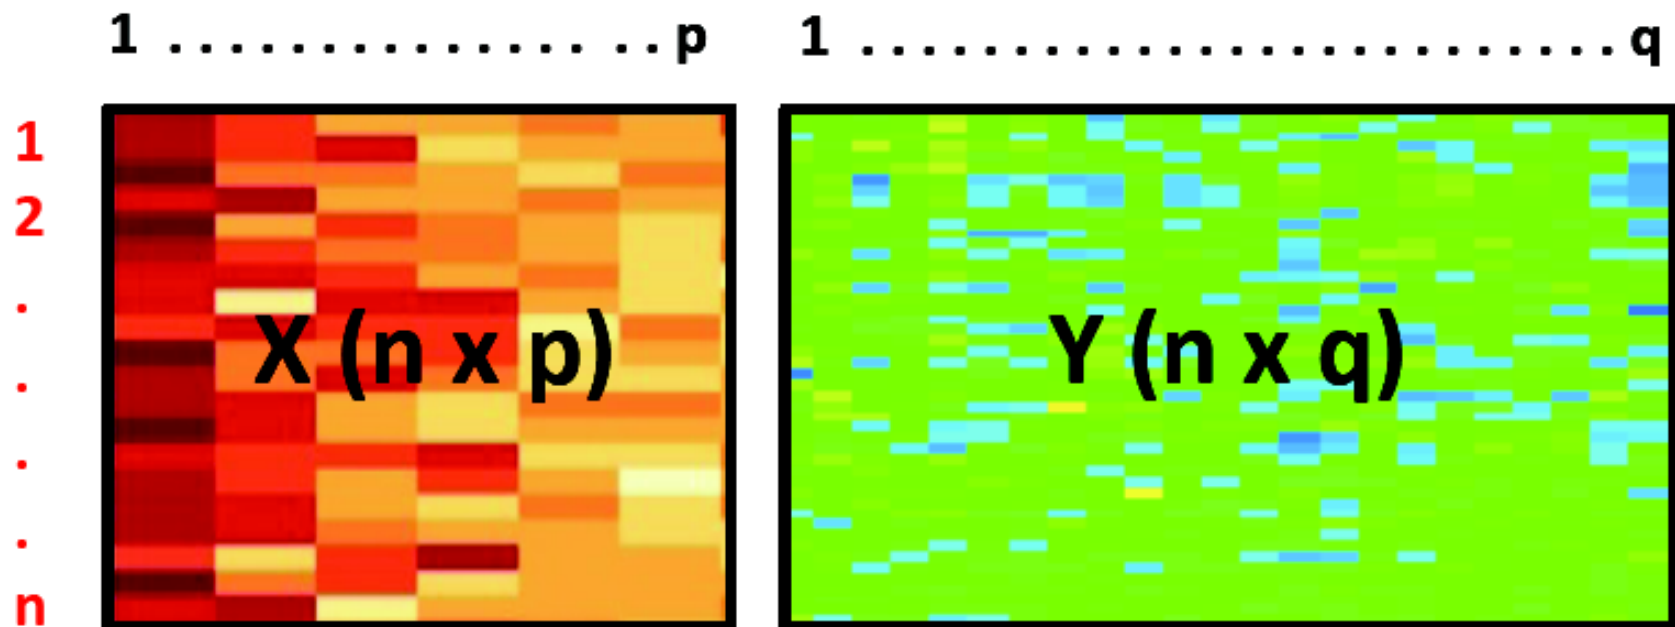 1 . . . . . . . . . . . . . . . . . p
1 . . . . . . . . . . . . . . . . . . . . . . . . . . q
1
2
.
.
.
.
n
X (n x p)
Y (n x q)